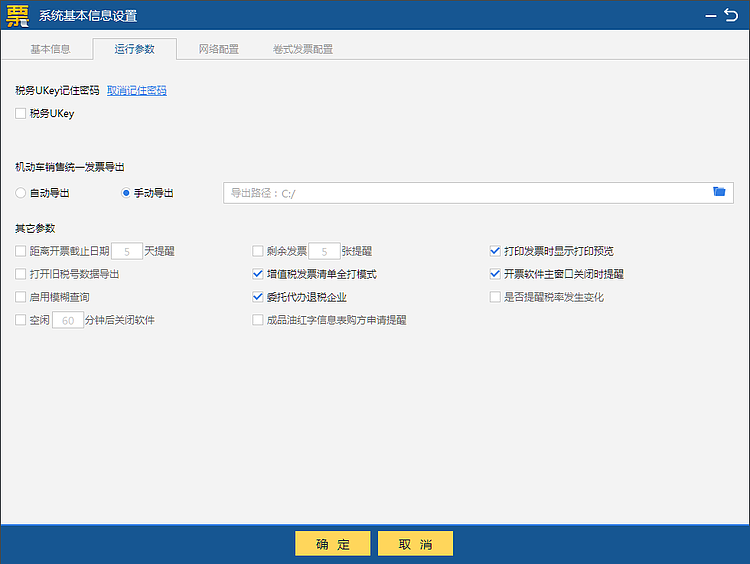 票 系统基本信息设置
基本信息 运行参数 网络配置 卷式发票配置
税务UKey记住密码 取消记住密码
税务UKey
机动车销售统一发票导出
自动导出 手动导出 导出路径：C:/
其它参数
距离开票截止日期 5 天提醒 剩余发票 5 张提醒 打印发票时显示打印预览
打开旧税号数据导出 增值税发票清单全打模式 开票软件主窗口关闭时提醒
启用模糊查询 委托代办退税企业 是否提醒税率发生变化
空闲 60 分钟后关闭软件 成品油红字信息表购方申请提醒
确 定 取 消